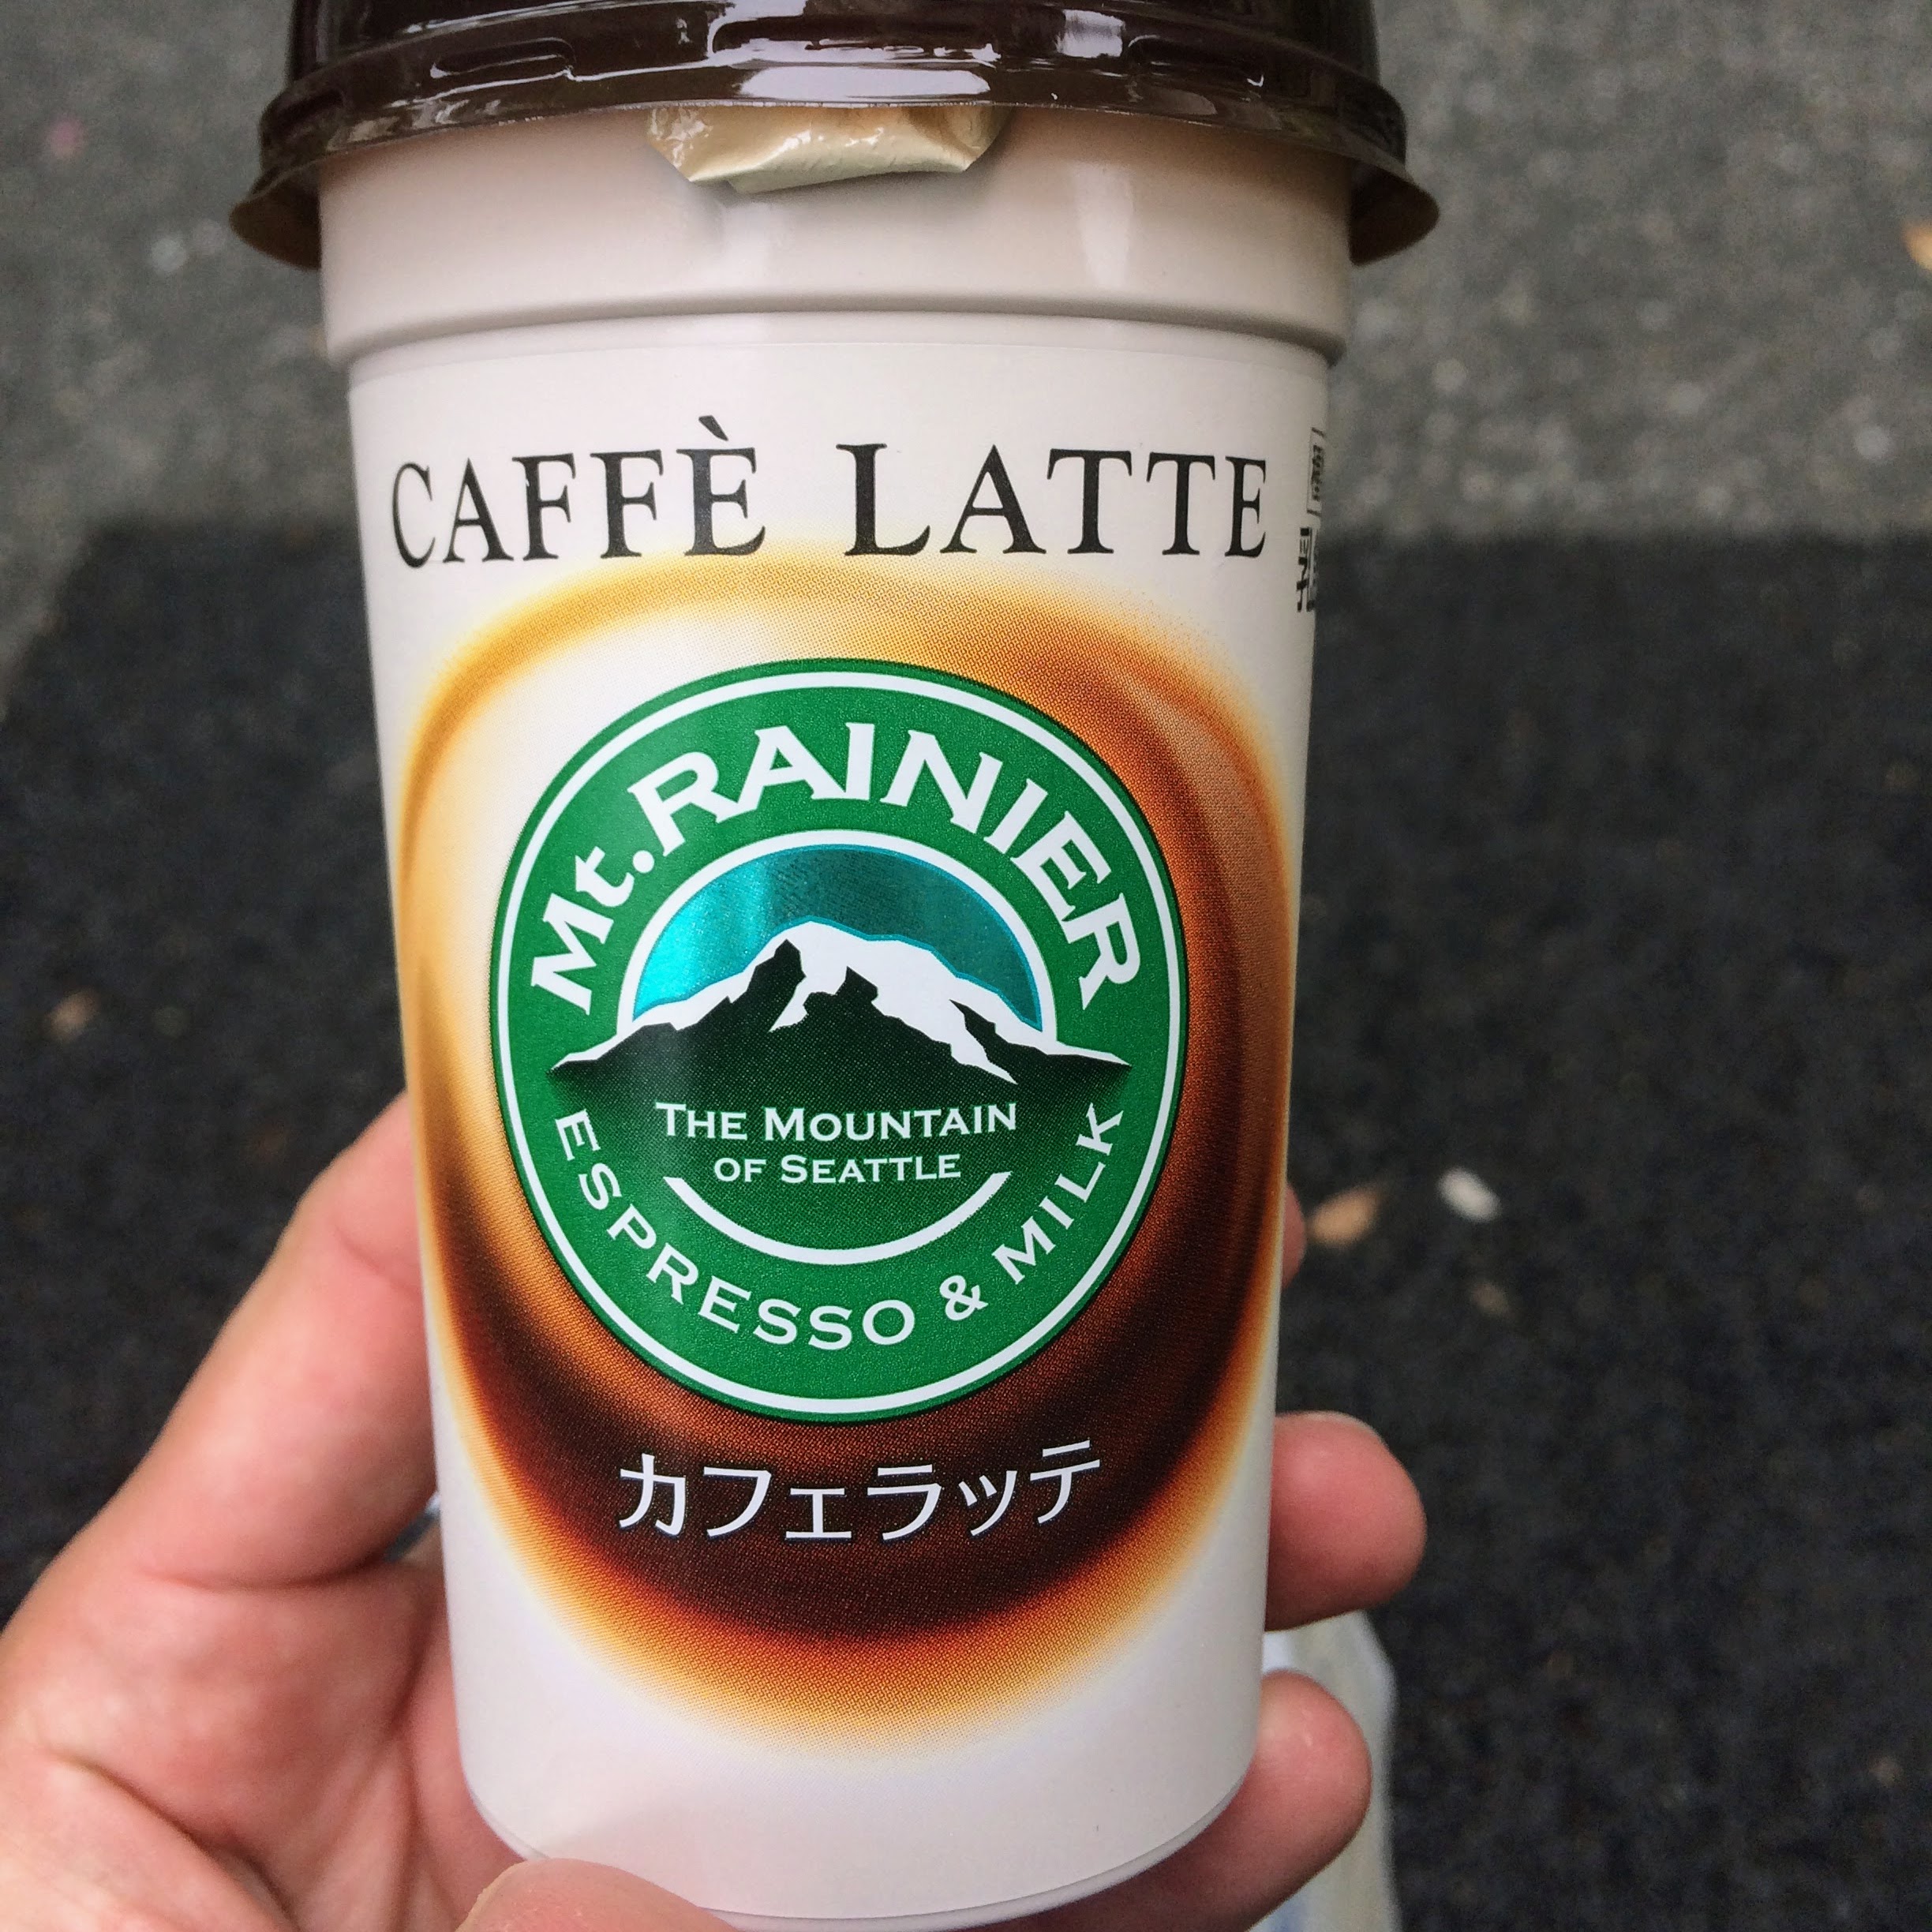 CAFFÈ LATTE
Mt. RAINIER
THE MOUNTAIN
OF SEATTLE
ESPRESSO & MILK
カフェラッテ